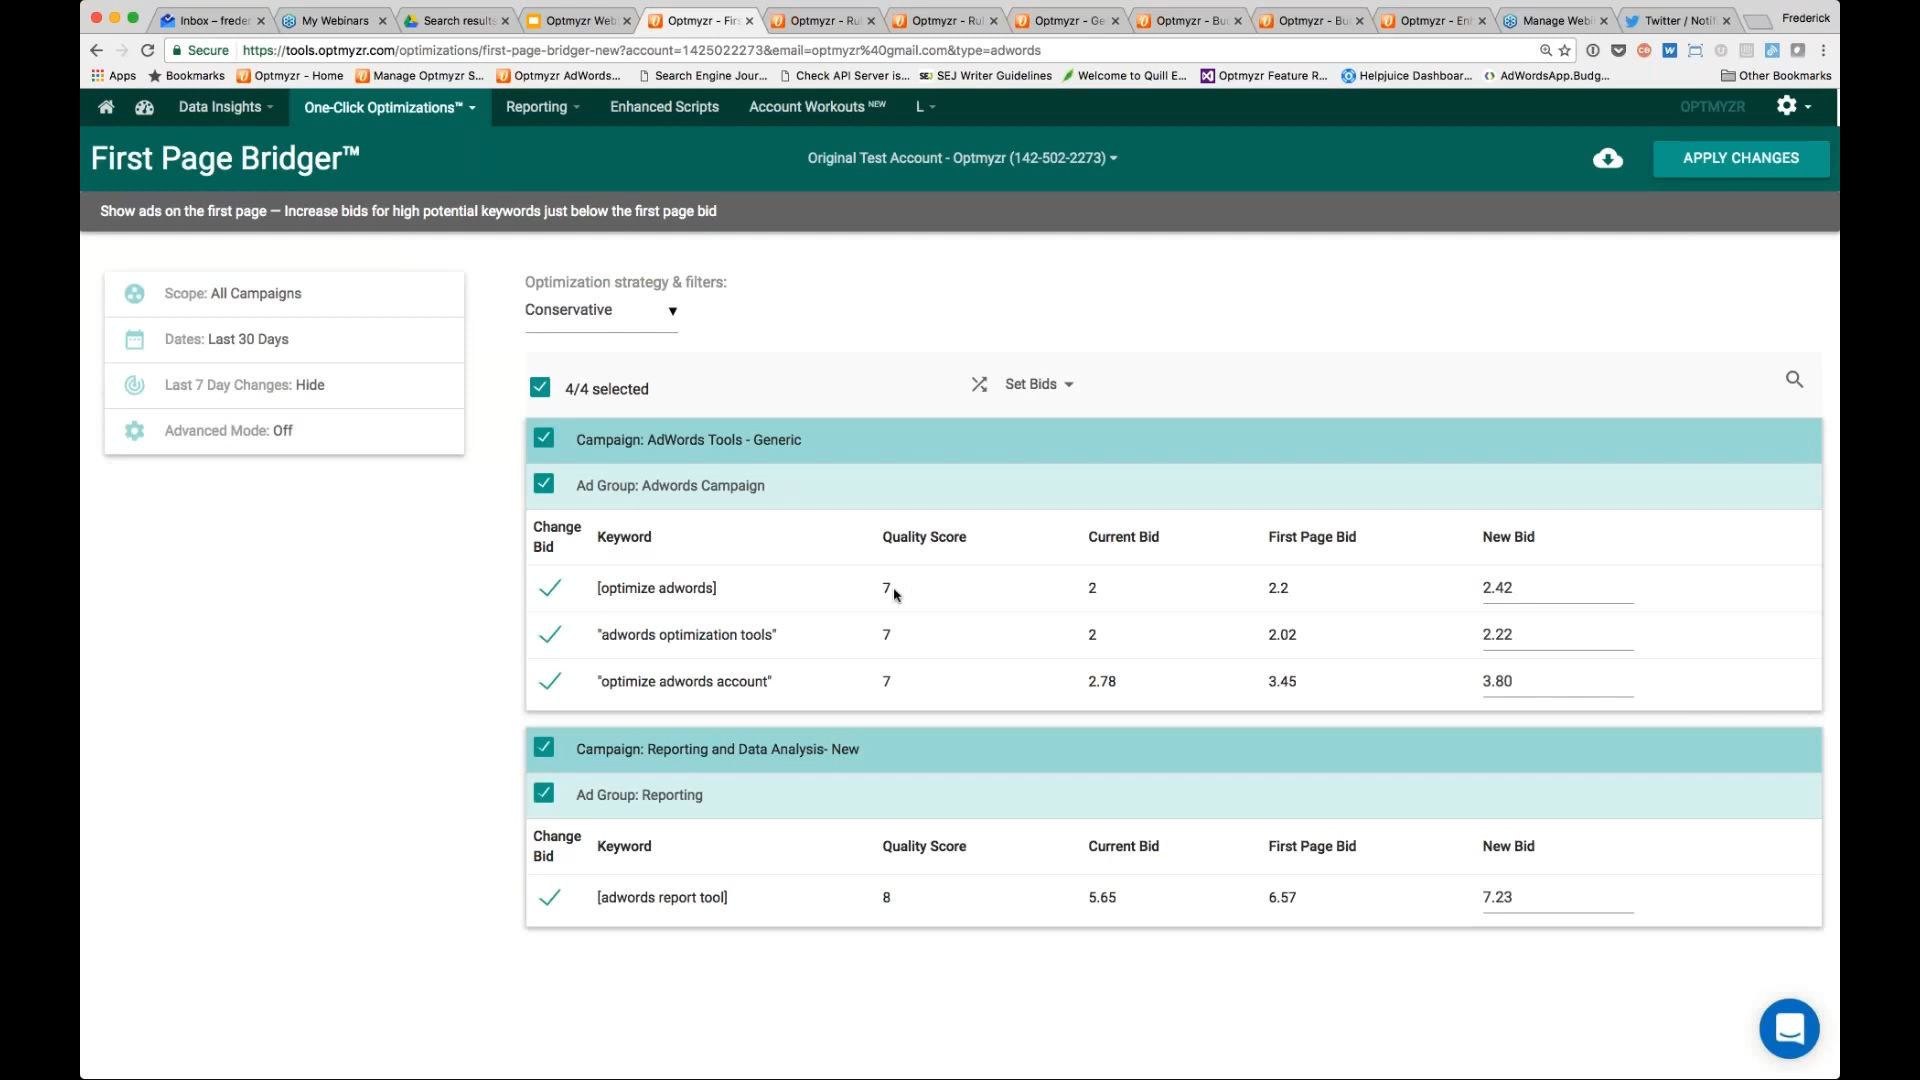 Inbox – freder
My Webinars
Search results
Optmyzr Web
Optmyzr - Firs
Optmyzr - Rul
Optmyzr - Rul
Optmyzr - Ge
Optmyzr - Bu
Optmyzr - Bu
Optmyzr - Enh
Manage Webi
Twitter / Notif
Frederick
Secure
https://tools.optmyzr.com/optimizations/first-page-bridger-new?account=1425022273&email=optmyzr%40gmail.com&type=adwords
Apps
Bookmarks
Optmyzr - Home
Manage Optmyzr S...
Optmyzr AdWords...
Search Engine Jour...
Check API Server is...
SEJ Writer Guidelines
Welcome to Quill E...
Optmyzr Feature R...
Helpjuice Dashboar...
AdWordsApp.Budg...
Other Bookmarks
Data Insights
One-Click Optimizations™
Reporting
Enhanced Scripts
Account Workouts NEW
L
OPTMYZR
First Page Bridger™
Original Test Account - Optmyzr (142-502-2273)
APPLY CHANGES
Show ads on the first page — Increase bids for high potential keywords just below the first page bid
Scope: All Campaigns
Dates: Last 30 Days
Last 7 Day Changes: Hide
Advanced Mode: Off
Optimization strategy & filters:
Conservative
4/4 selected
Set Bids
Campaign: AdWords Tools - Generic
Ad Group: Adwords Campaign
Change Bid Keyword Quality Score Current Bid First Page Bid New Bid
[optimize adwords] 7 2 2.2 2.42
"adwords optimization tools" 7 2 2.02 2.22
"optimize adwords account" 7 2.78 3.45 3.80
Campaign: Reporting and Data Analysis- New
Ad Group: Reporting
Change Bid Keyword Quality Score Current Bid First Page Bid New Bid
[adwords report tool] 8 5.65 6.57 7.23